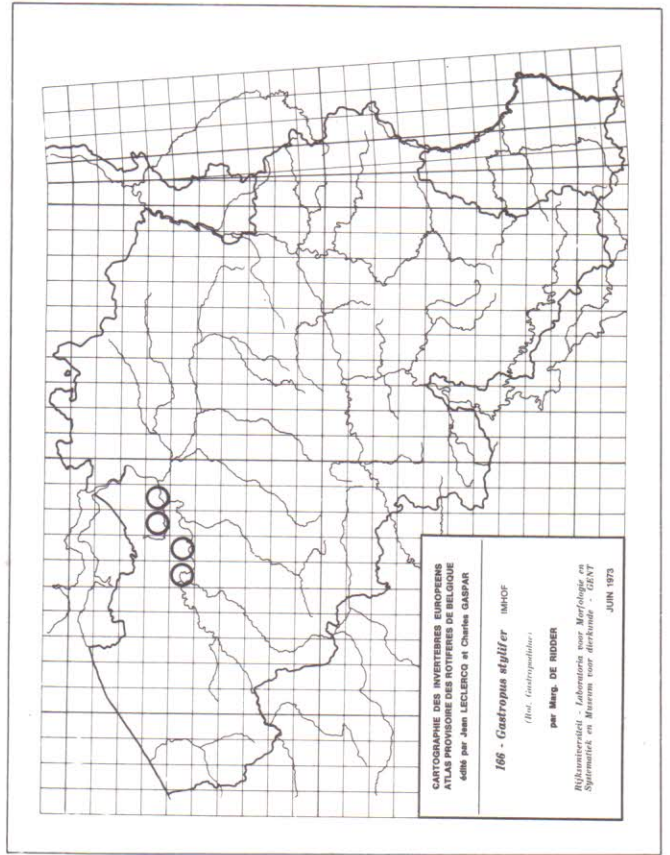 CARTOGRAPHIE DES INVERTEBRES EUROPEENS
ATLAS PROVISOIRE DES ROTIFERES DE BELGIQUE
édité par Jean LECLERCQ et Charles GASPAR
166 - Gastropus stylifer IMHOF
(Rot. Gastropodidae)
par Marg. DE RIDDER
Rijksuniversiteit - Laboratoria voor Morfologie en
Systematiek en Museum voor dierkunde - GENT
JUIN 1973